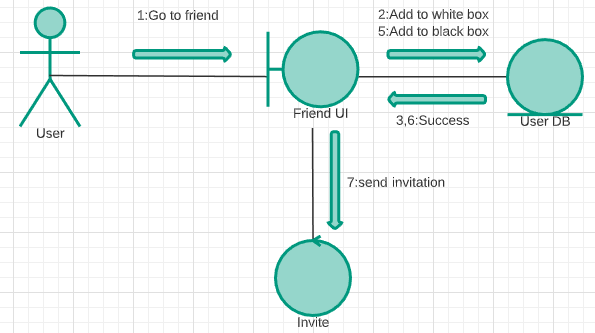 1:Go to friend
2:Add to white box
5:Add to black box
Friend UI
3,6:Success
User DB
User
7:send invitation
Invite